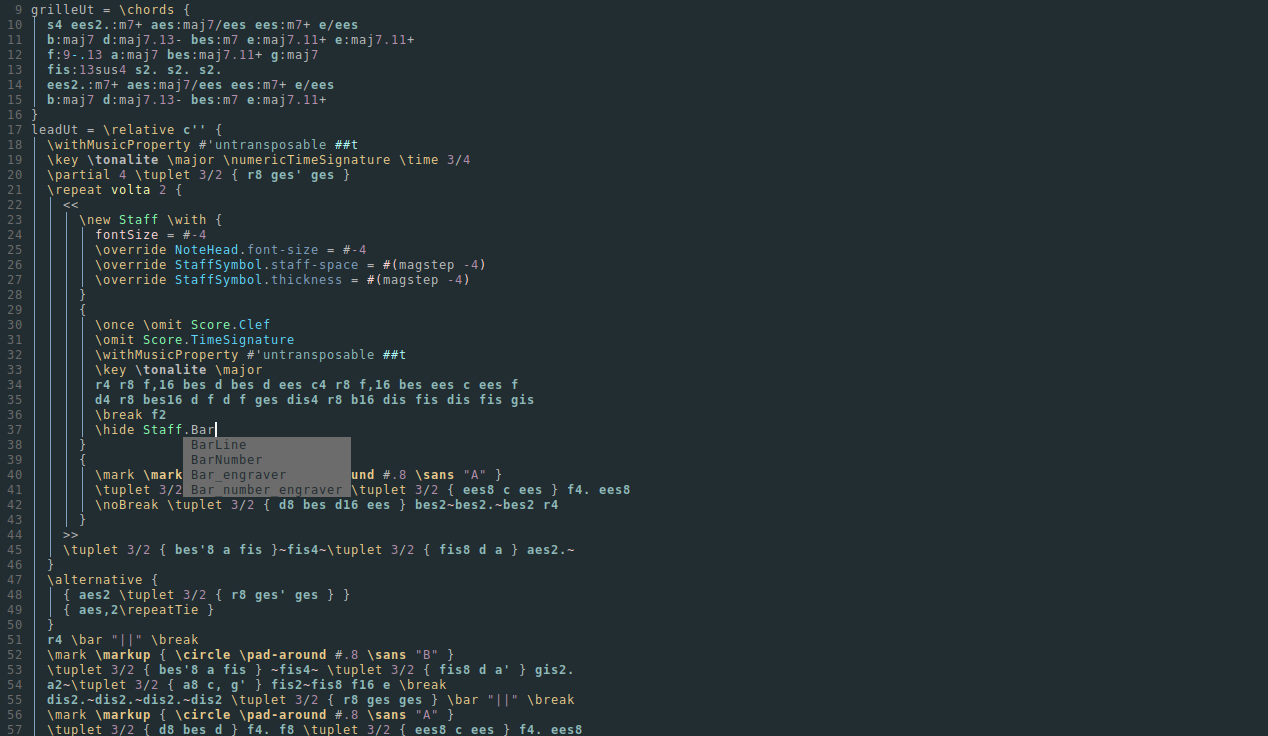 9 grilleUt = \chords {
10 s4 ees2.:m7+ aes:maj7/ees ees:m7+ e/ees
11 b:maj7 d:maj7.13- bes:m7 e:maj7.11+ e:maj7.11+
12 f:9-.13 a:maj7 bes:maj7.11+ g:maj7
13 fis:13sus4 s2. s2. s2.
14 ees2.:m7+ aes:maj7/ees ees:m7+ e/ees
15 b:maj7 d:maj7.13- bes:m7 e:maj7.11+
16 }
17 leadUt = \relative c'' {
18 \withMusicProperty #'untransposable ##t
19 \key \tonalite \major \numericTimeSignature \time 3/4
20 \partial 4 \tuplet 3/2 { r8 ges' ges }
21 \repeat volta 2 {
22 <<
23 \new Staff \with {
24 fontSize = #-4
25 \override NoteHead.font-size = #-4
26 \override StaffSymbol.staff-space = #(magstep -4)
27 \override StaffSymbol.thickness = #(magstep -4)
28 }
29 {
30 \once \omit Score.Clef
31 \omit Score.TimeSignature
32 \withMusicProperty #'untransposable ##t
33 \key \tonalite \major
34 r4 r8 f,16 bes d bes d ees c4 r8 f,16 bes ees c ees f
35 d4 r8 bes16 d f d f ges dis4 r8 b16 dis fis dis fis gis
36 \break f2
37 \hide Staff.Bar
38 } BarLine
39 { BarNumber
40 \mark \mark Bar_engraver und #.8 \sans "A" }
41 \tuplet 3/2 Bar_number_engraver \tuplet 3/2 { ees8 c ees } f4. ees8
42 \noBreak \tuplet 3/2 { d8 bes d16 ees } bes2~bes2.~bes2 r4
43 }
44 >>
45 \tuplet 3/2 { bes'8 a fis }~fis4~\tuplet 3/2 { fis8 d a } aes2.~
46 }
47 \alternative {
48 { aes2 \tuplet 3/2 { r8 ges' ges } }
49 { aes,2\repeatTie }
50 }
51 r4 \bar "||" \break
52 \mark \markup { \circle \pad-around #.8 \sans "B" }
53 \tuplet 3/2 { bes'8 a fis } ~fis4~ \tuplet 3/2 { fis8 d a' } gis2.
54 a2~\tuplet 3/2 { a8 c, g' } fis2~fis8 f16 e \break
55 dis2.~dis2.~dis2.~dis2 \tuplet 3/2 { r8 ges ges } \bar "||" \break
56 \mark \markup { \circle \pad-around #.8 \sans "A" }
57 \tuplet 3/2 { d8 bes d } f4. f8 \tuplet 3/2 { ees8 c ees } f4. ees8